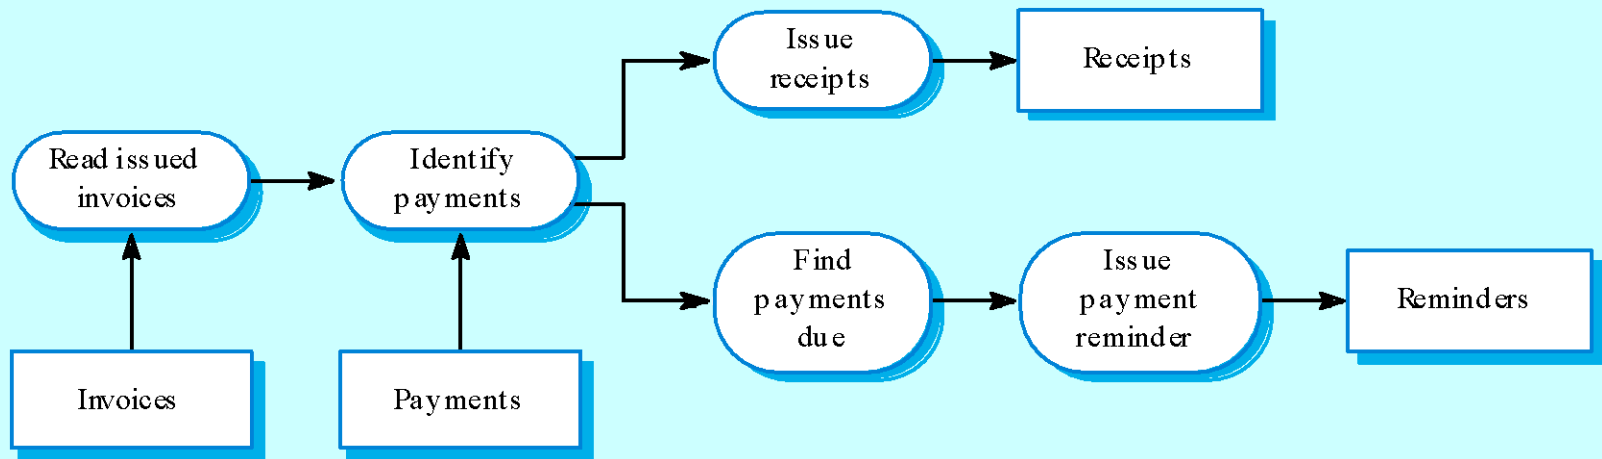 Issue
receipts
Receipts
Read issued
invoices
Identify
payments
Find
payments
due
Issue
payment
reminder
Reminders
Invoices
Payments